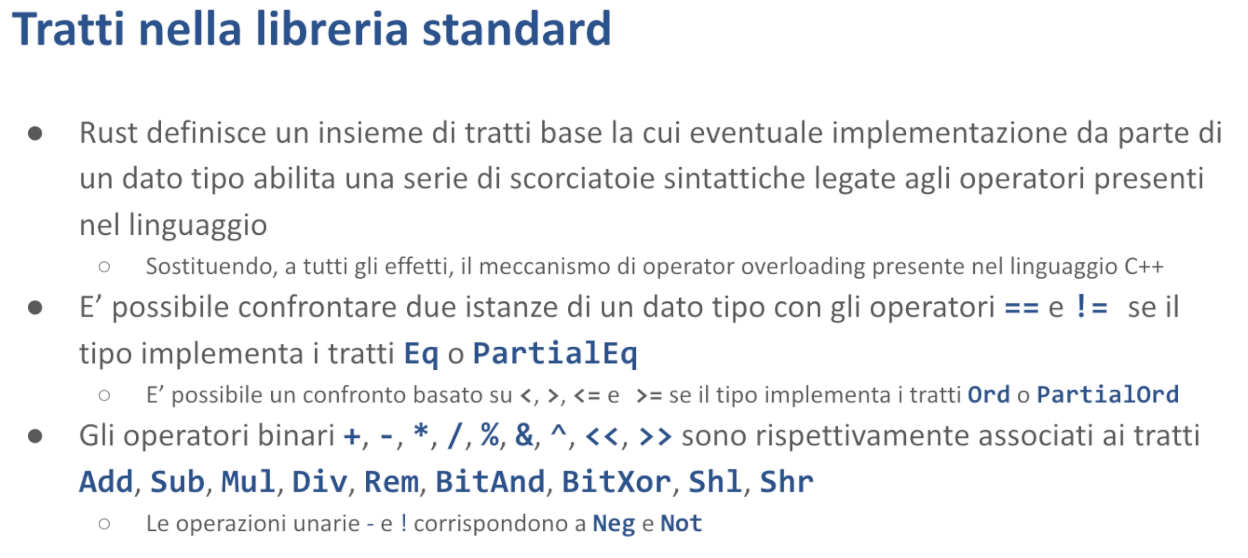 Tratti nella libreria standard
● Rust definisce un insieme di tratti base la cui eventuale implementazione da parte di
un dato tipo abilita una serie di scorciatoie sintattiche legate agli operatori presenti
nel linguaggio
○ Sostituendo, a tutti gli effetti, il meccanismo di operator overloading presente nel linguaggio C++
● E’ possibile confrontare due istanze di un dato tipo con gli operatori == e != se il
tipo implementa i tratti Eq o PartialEq
○ E’ possibile un confronto basato su <, >, <= e >= se il tipo implementa i tratti Ord o PartialOrd
● Gli operatori binari +, -, *, /, %, &, ^, <<, >> sono rispettivamente associati ai tratti
Add, Sub, Mul, Div, Rem, BitAnd, BitXor, Shl, Shr
○ Le operazioni unarie - e ! corrispondono a Neg e Not